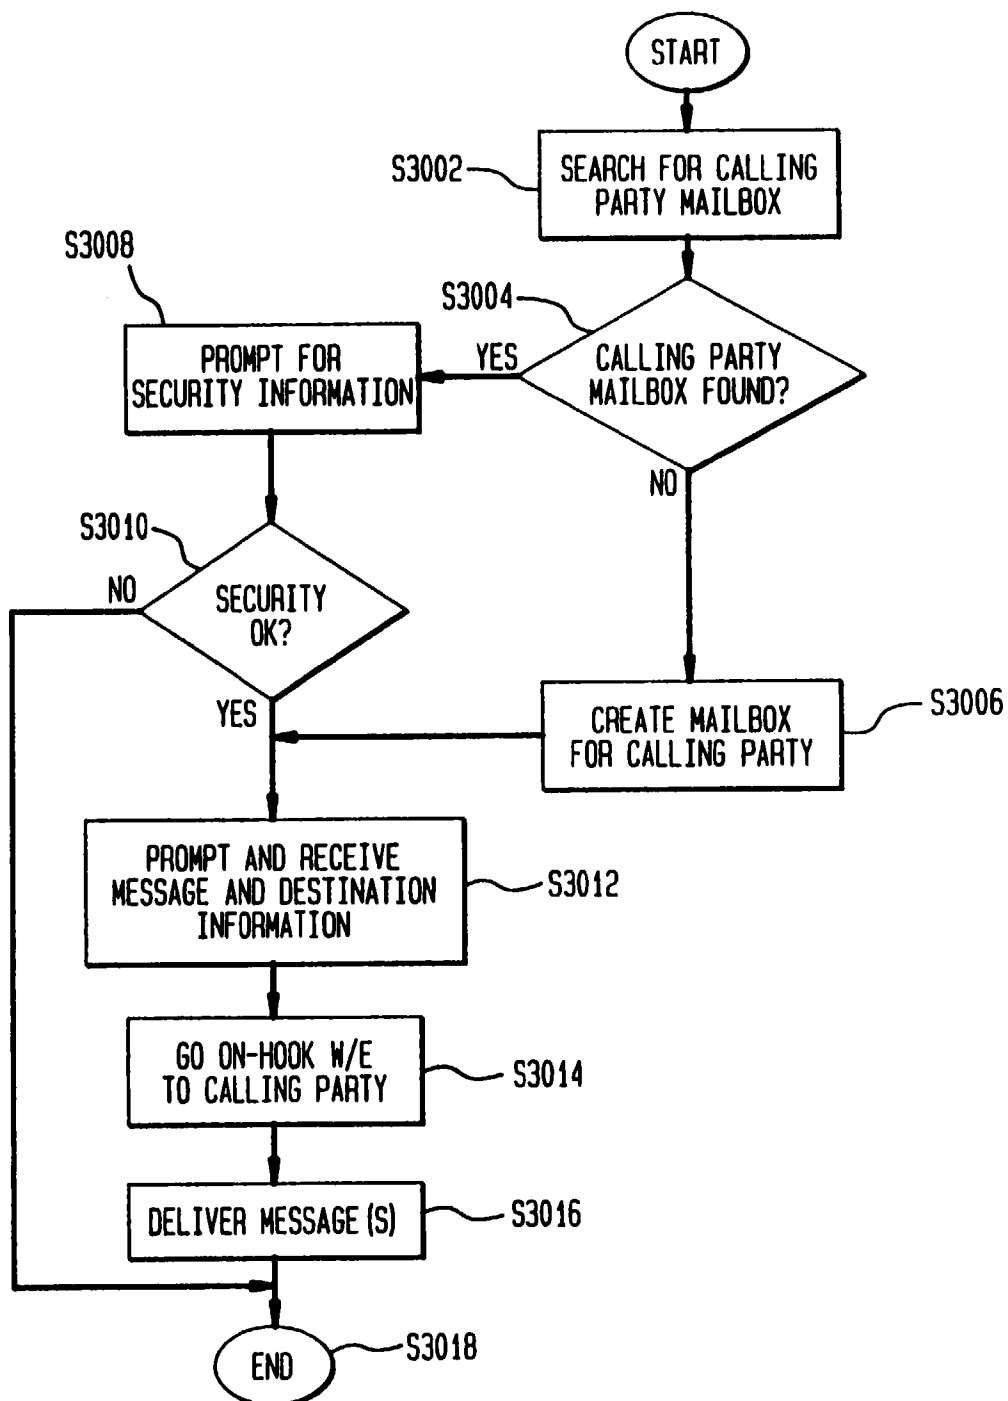 START
S3002
SEARCH FOR CALLING
PARTY MAILBOX
S3008
S3004
PROMPT FOR
SECURITY INFORMATION
YES
CALLING PARTY
MAILBOX FOUND?
NO
S3010
NO
SECURITY
OK?
YES
CREATE MAILBOX
FOR CALLING PARTY
S3006
PROMPT AND RECEIVE
MESSAGE AND DESTINATION
INFORMATION
S3012
GO ON-HOOK W/E
TO CALLING PARTY
S3014
DELIVER MESSAGE(S)
S3016
END
S3018